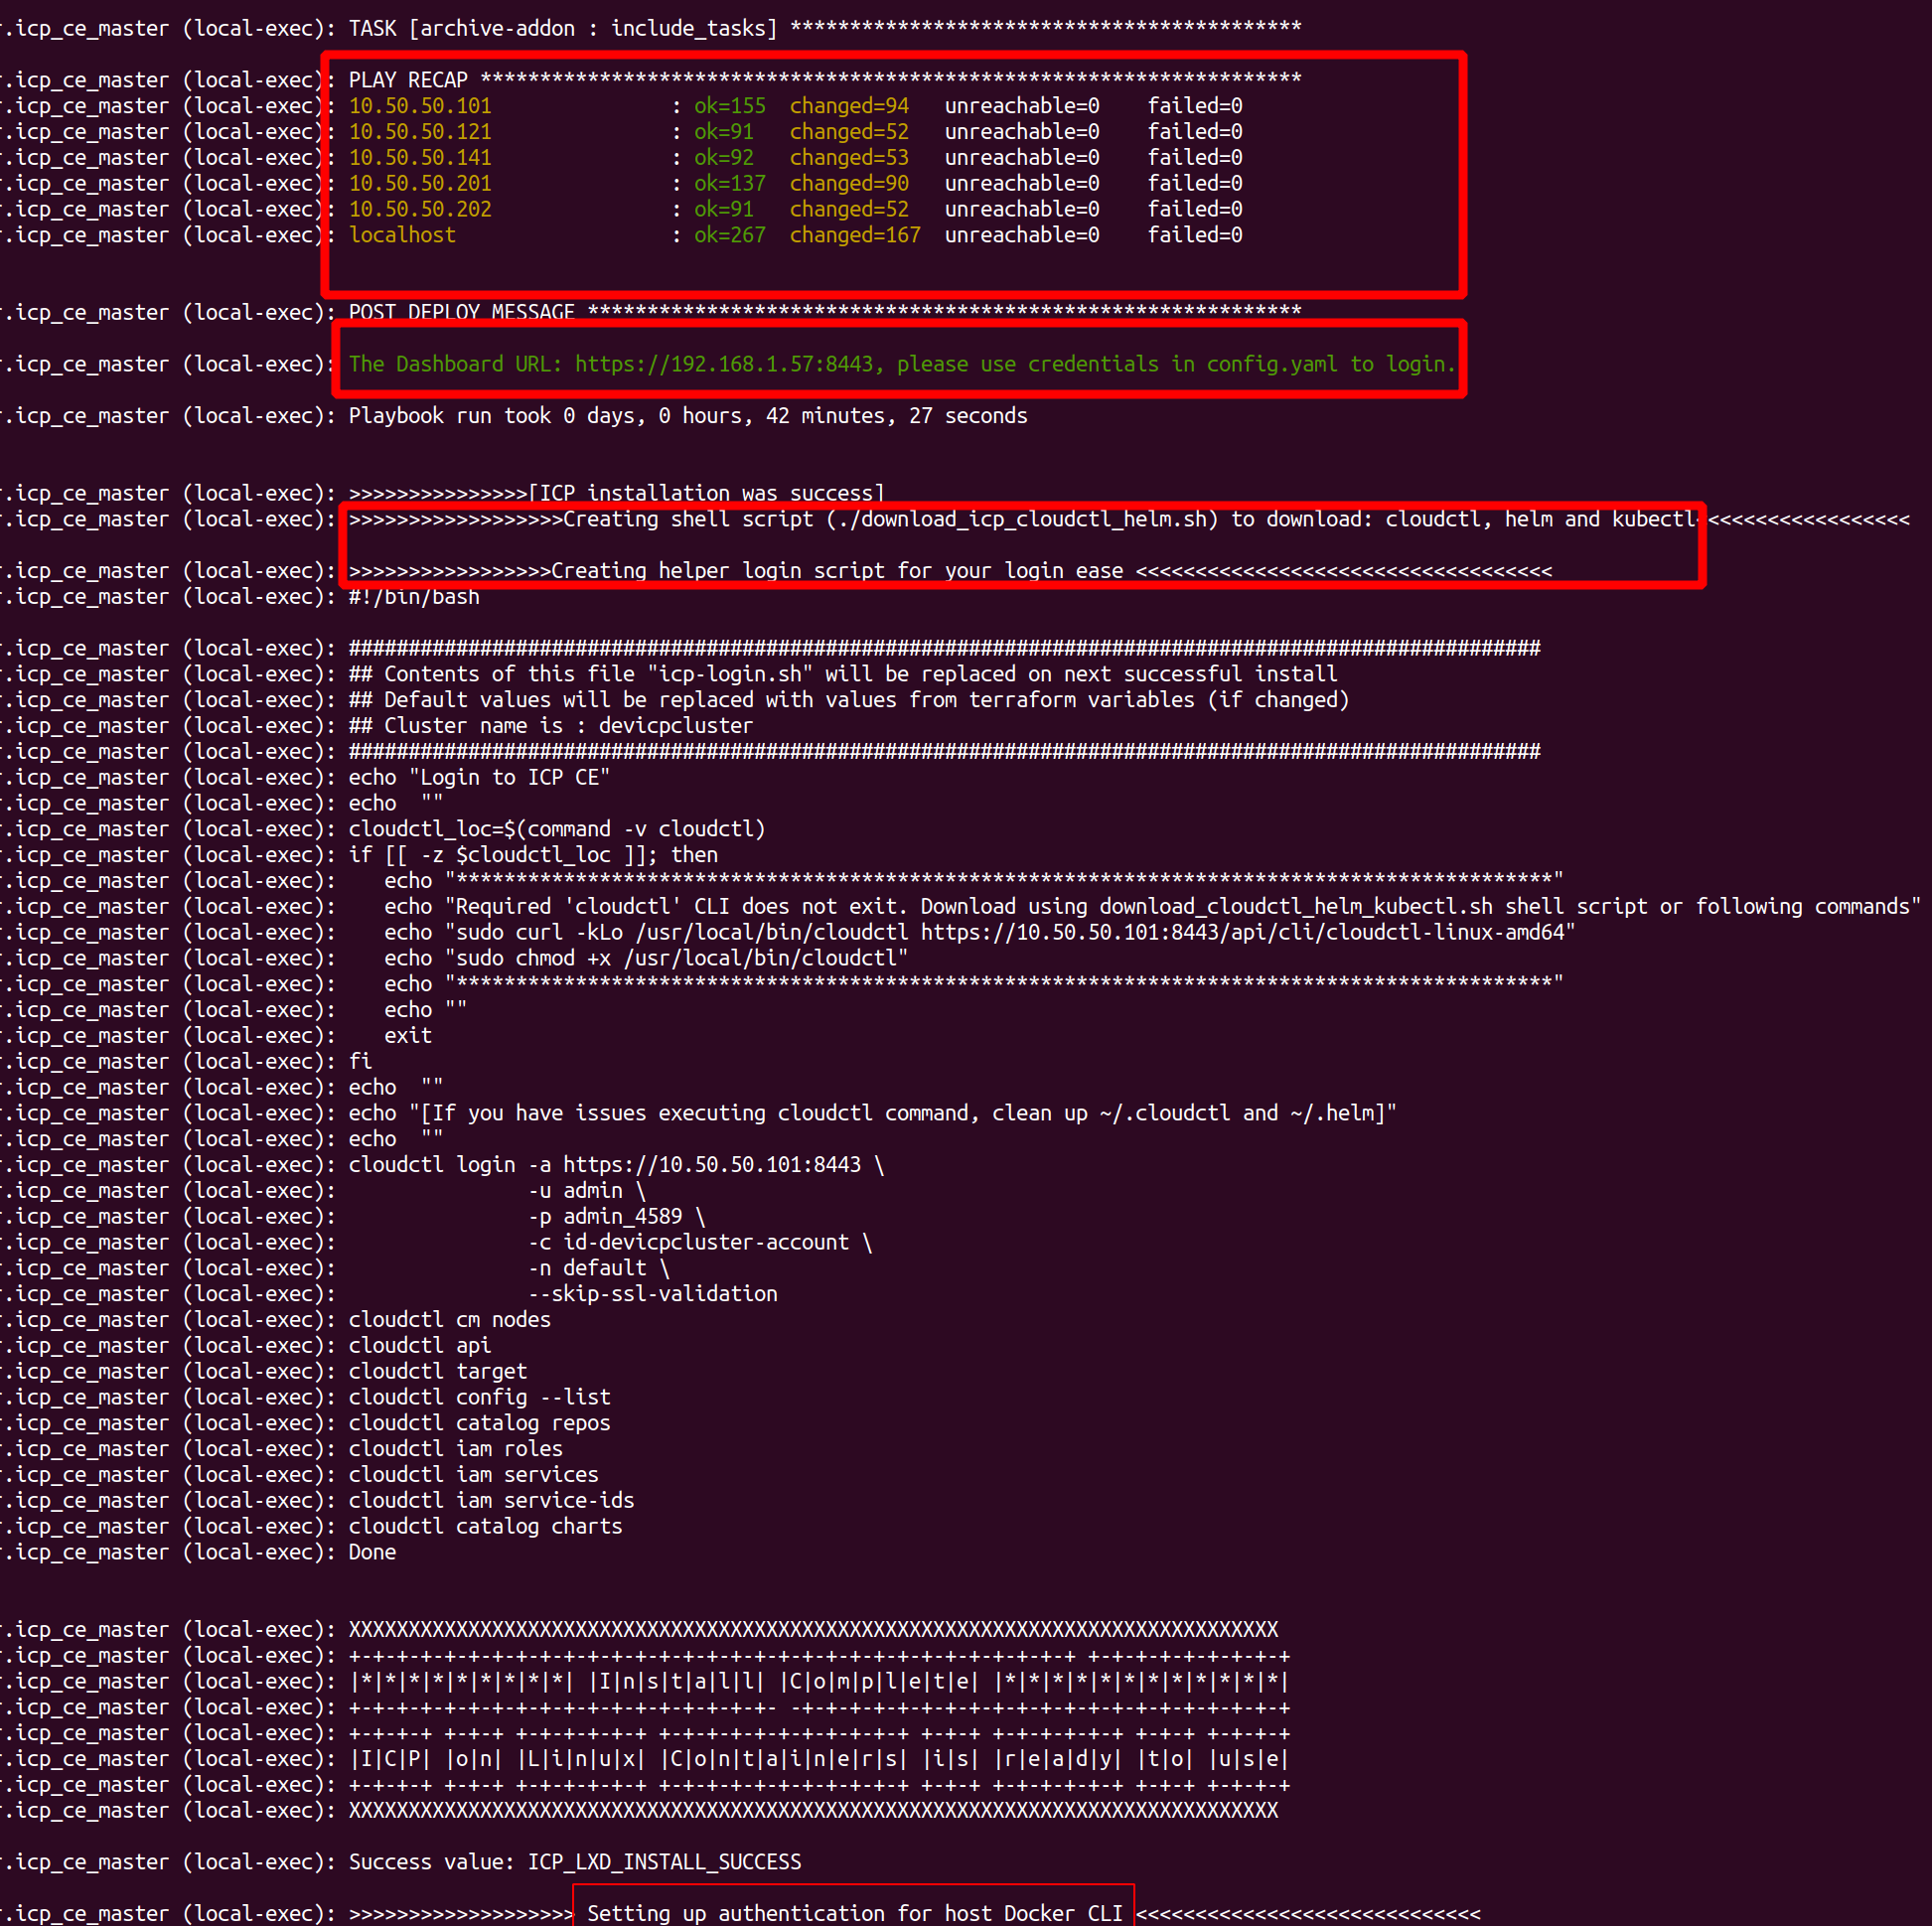 r.icp_ce_master (local-exec): TASK [archive-addon : include_tasks] *******************************************
r.icp_ce_master (local-exec): PLAY RECAP *********************************************************************
r.icp_ce_master (local-exec): 10.50.50.101               : ok=155  changed=94   unreachable=0    failed=0
r.icp_ce_master (local-exec): 10.50.50.121               : ok=91   changed=52   unreachable=0    failed=0
r.icp_ce_master (local-exec): 10.50.50.141               : ok=92   changed=53   unreachable=0    failed=0
r.icp_ce_master (local-exec): 10.50.50.201               : ok=137  changed=90   unreachable=0    failed=0
r.icp_ce_master (local-exec): 10.50.50.202               : ok=91   changed=52   unreachable=0    failed=0
r.icp_ce_master (local-exec): localhost                  : ok=267  changed=167  unreachable=0    failed=0
r.icp_ce_master (local-exec): POST DEPLOY MESSAGE ************************************************************
r.icp_ce_master (local-exec): The Dashboard URL: https://192.168.1.57:8443, please use credentials in config.yaml to login.
r.icp_ce_master (local-exec): Playbook run took 0 days, 0 hours, 42 minutes, 27 seconds
r.icp_ce_master (local-exec): >>>>>>>>>>>>>>>[ICP installation was success]
r.icp_ce_master (local-exec): >>>>>>>>>>>>>>>>>>Creating shell script (./download_icp_cloudctl_helm.sh) to download: cloudctl, helm and kubectl<<<<<<<<<<<<<<<<<<
r.icp_ce_master (local-exec): >>>>>>>>>>>>>>>>>Creating helper login script for your login ease <<<<<<<<<<<<<<<<<<<<<<<<<<<<<<<<<<<
r.icp_ce_master (local-exec): #!/bin/bash
r.icp_ce_master (local-exec): ####################################################################################################
r.icp_ce_master (local-exec): ## Contents of this file "icp-login.sh" will be replaced on next successful install
r.icp_ce_master (local-exec): ## Default values will be replaced with values from terraform variables (if changed)
r.icp_ce_master (local-exec): ## Cluster name is : devicpcluster
r.icp_ce_master (local-exec): ####################################################################################################
r.icp_ce_master (local-exec): echo "Login to ICP CE"
r.icp_ce_master (local-exec): echo  ""
r.icp_ce_master (local-exec): cloudctl_loc=$(command -v cloudctl)
r.icp_ce_master (local-exec): if [[ -z $cloudctl_loc ]]; then
r.icp_ce_master (local-exec):    echo "********************************************************************************************"
r.icp_ce_master (local-exec):    echo "Required 'cloudctl' CLI does not exit. Download using download_cloudctl_helm_kubectl.sh shell script or following commands"
r.icp_ce_master (local-exec):    echo "sudo curl -kLo /usr/local/bin/cloudctl https://10.50.50.101:8443/api/cli/cloudctl-linux-amd64"
r.icp_ce_master (local-exec):    echo "sudo chmod +x /usr/local/bin/cloudctl"
r.icp_ce_master (local-exec):    echo "********************************************************************************************"
r.icp_ce_master (local-exec):    echo ""
r.icp_ce_master (local-exec):    exit
r.icp_ce_master (local-exec): fi
r.icp_ce_master (local-exec): echo  ""
r.icp_ce_master (local-exec): echo "[If you have issues executing cloudctl command, clean up ~/.cloudctl and ~/.helm]"
r.icp_ce_master (local-exec): echo  ""
r.icp_ce_master (local-exec): cloudctl login -a https://10.50.50.101:8443 \
r.icp_ce_master (local-exec):                -u admin \
r.icp_ce_master (local-exec):                -p admin_4589 \
r.icp_ce_master (local-exec):                -c id-devicpcluster-account \
r.icp_ce_master (local-exec):                -n default \
r.icp_ce_master (local-exec):                --skip-ssl-validation
r.icp_ce_master (local-exec): cloudctl cm nodes
r.icp_ce_master (local-exec): cloudctl api
r.icp_ce_master (local-exec): cloudctl target
r.icp_ce_master (local-exec): cloudctl config --list
r.icp_ce_master (local-exec): cloudctl catalog repos
r.icp_ce_master (local-exec): cloudctl iam roles
r.icp_ce_master (local-exec): cloudctl iam services
r.icp_ce_master (local-exec): cloudctl iam service-ids
r.icp_ce_master (local-exec): cloudctl catalog charts
r.icp_ce_master (local-exec): Done
r.icp_ce_master (local-exec): XXXXXXXXXXXXXXXXXXXXXXXXXXXXXXXXXXXXXXXXXXXXXXXXXXXXXXXXXXXXXXXXXXXXXXXXXXXXXX
r.icp_ce_master (local-exec): +-+-+-+-+-+-+-+-+-+-+-+-+-+-+-+-+-+-+-+-+-+-+-+-+-+-+-+-+-+-+ +-+-+-+-+-+-+-+-+
r.icp_ce_master (local-exec): |*|*|*|*|*|*|*|*|*| |I|n|s|t|a|l|l| |C|o|m|p|l|e|t|e| |*|*|*|*|*|*|*|*|*|*|*|*|
r.icp_ce_master (local-exec): +-+-+-+-+-+-+-+-+-+-+-+-+-+-+-+-+-+- -+-+-+-+-+-+-+-+-+-+-+-+-+-+-+-+-+-+-+-+-+
r.icp_ce_master (local-exec): +-+-+-+ +-+-+ +-+-+-+-+-+ +-+-+-+-+-+-+-+-+-+-+ +-+-+ +-+-+-+-+-+ +-+-+ +-+-+-+
r.icp_ce_master (local-exec): |I|C|P| |o|n| |L|i|n|u|x| |C|o|n|t|a|i|n|e|r|s| |i|s| |r|e|a|d|y| |t|o| |u|s|e|
r.icp_ce_master (local-exec): +-+-+-+ +-+-+ +-+-+-+-+-+ +-+-+-+-+-+-+-+-+-+-+ +-+-+ +-+-+-+-+-+ +-+-+ +-+-+-+
r.icp_ce_master (local-exec): XXXXXXXXXXXXXXXXXXXXXXXXXXXXXXXXXXXXXXXXXXXXXXXXXXXXXXXXXXXXXXXXXXXXXXXXXXXXXX
r.icp_ce_master (local-exec): Success value: ICP_LXD_INSTALL_SUCCESS
r.icp_ce_master (local-exec): >>>>>>>>>>>>>>>>>>> Setting up authentication for host Docker CLI <<<<<<<<<<<<<<<<<<<<<<<<<<<<<